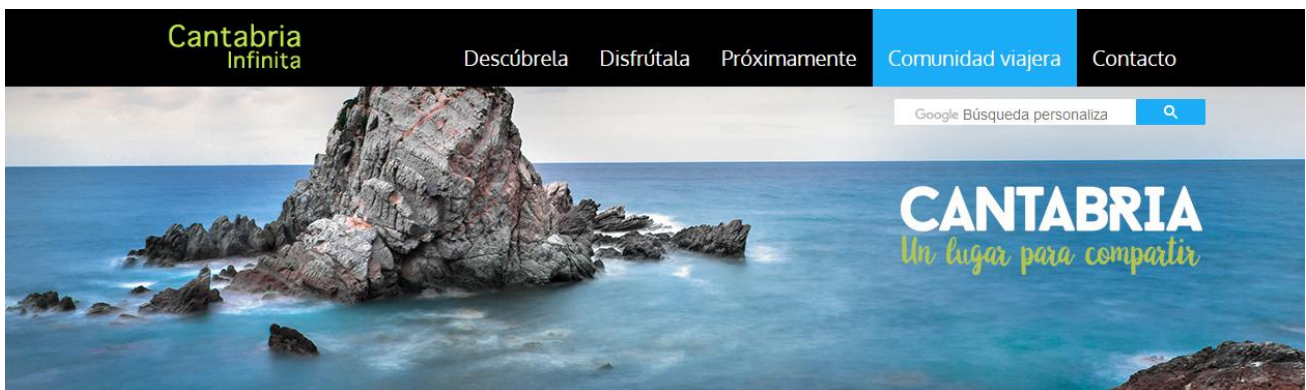 Cantabria
Infinita
Descúbrela Disfrútala Próximamente Comunidad viajera Contacto
Google Búsqueda personaliza
CANTABRIA
Un lugar para compartir